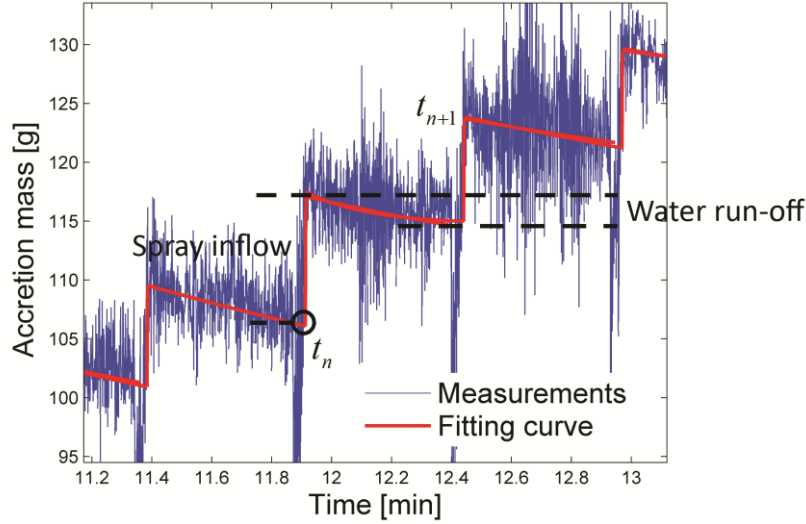 130
125
120
115
110
105
100
95
Accretion mass [g]
t_{n+1}
Water run-off
Spray inflow
t_n
Measurements
Fitting curve
11.2 11.4 11.6 11.8 12 12.2 12.4 12.6 12.8 13
Time [min]